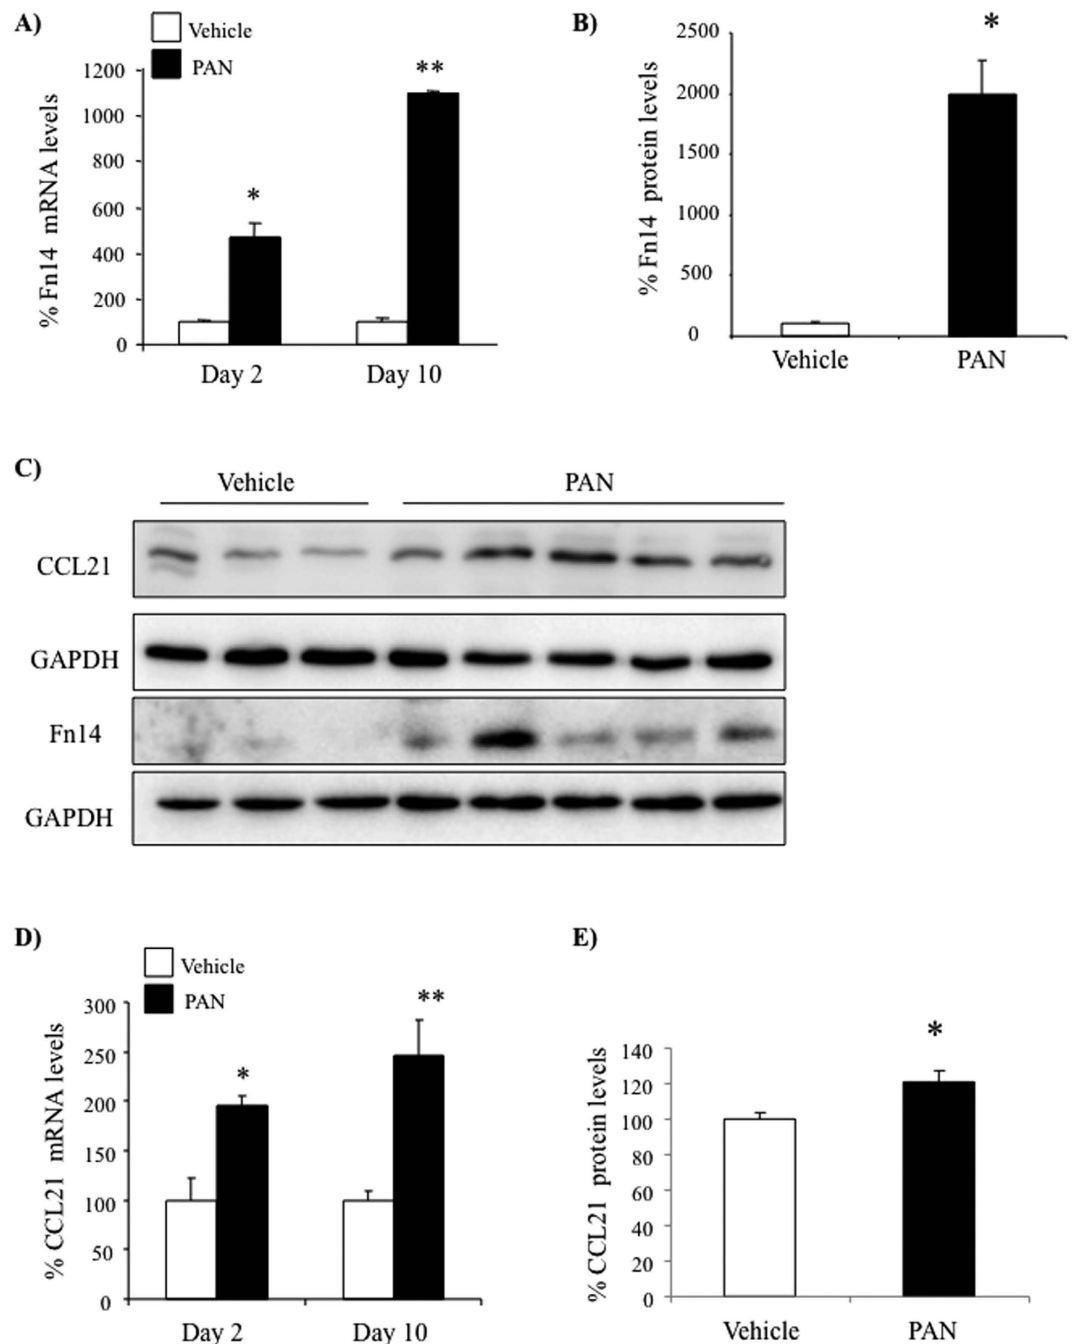 A)
Vehicle
PAN
% Fn14 mRNA levels
1200
1000
800
600
400
200
0
*
**
Day 2
Day 10
B)
% Fn14 protein levels
2500
2000
1500
1000
500
0
*
Vehicle
PAN
C)
Vehicle
PAN
CCL21
GAPDH
Fn14
GAPDH
D)
Vehicle
PAN
% CCL21 mRNA levels
300
250
200
150
100
50
0
*
**
Day 2
Day 10
E)
% CCL21 protein levels
140
120
100
80
60
40
20
0
*
Vehicle
PAN